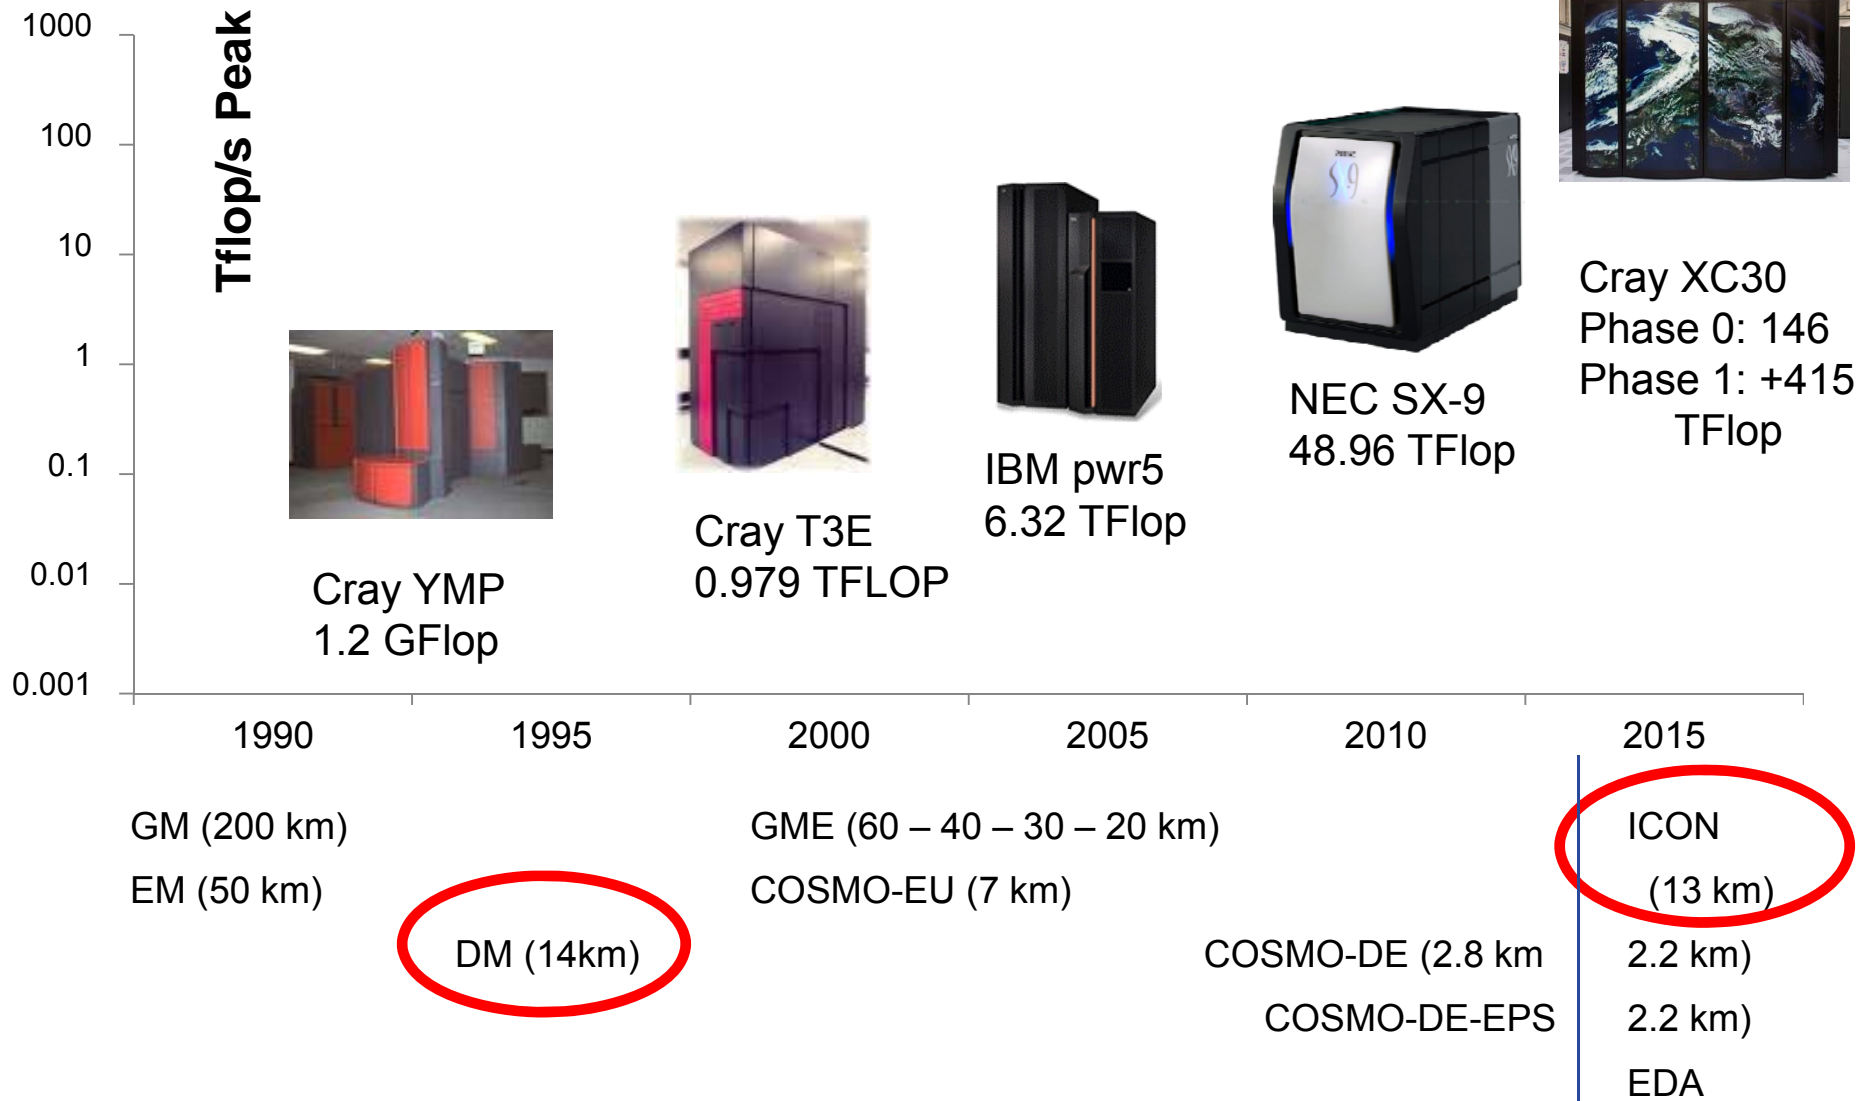 1000
100
10
1
0.1
0.01
0.001
Tflop/s Peak
Cray YMP
1.2 GFlop
Cray T3E
0.979 TFLOP
IBM pwr5
6.32 TFlop
NEC SX-9
48.96 TFlop
Cray XC30
Phase 0: 146
Phase 1: +415
TFlop
1990 1995 2000 2005 2010 2015
GM (200 km) GME (60 – 40 – 30 – 20 km) ICON
EM (50 km) COSMO-EU (7 km) (13 km)
DM (14km) COSMO-DE (2.8 km 2.2 km)
COSMO-DE-EPS 2.2 km)
EDA